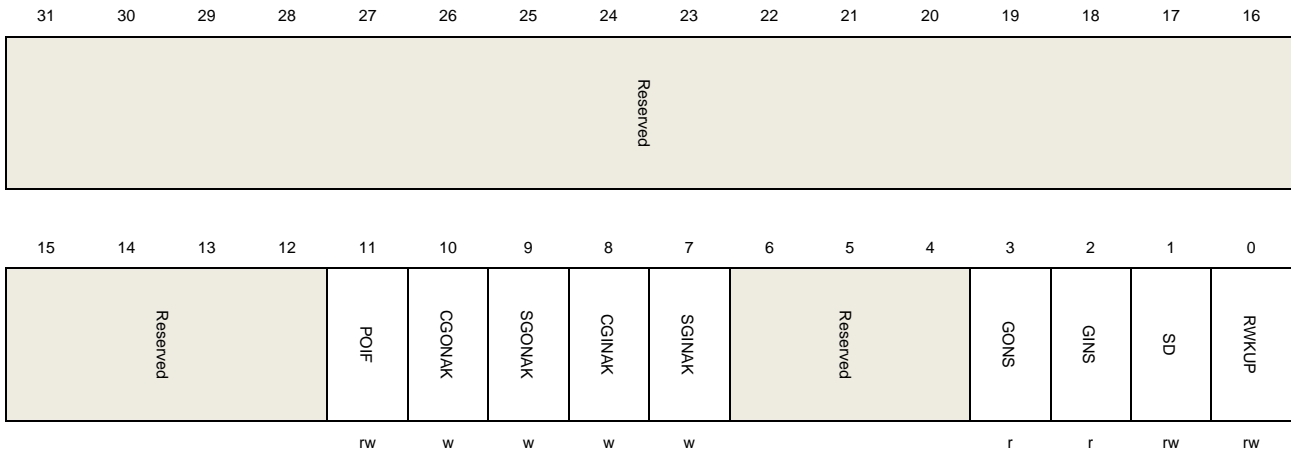 31 30 29 28 27 26 25 24 23 22 21 20 19 18 17 16
Reserved
15 14 13 12 11 10 9 8 7 6 5 4 3 2 1 0
Reserved POIF CGONAK SGONAK CGINAK SGINAK Reserved GONS GINS SD RWKUP
rw w w w w r r rw rw